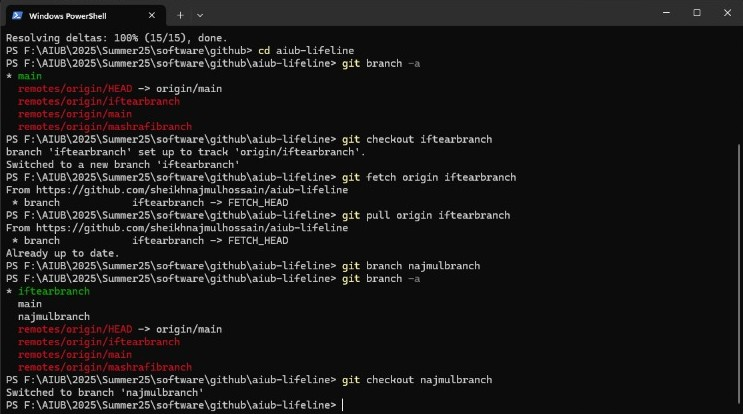 Windows PowerShell
Resolving deltas: 100% (15/15), done.
PS F:\AIUB\2025\Summer25\software\github> cd aiub-lifeline
PS F:\AIUB\2025\Summer25\software\github\aiub-lifeline> git branch -a
* main
  remotes/origin/HEAD -> origin/main
  remotes/origin/iftearbranch
  remotes/origin/main
  remotes/origin/mashrafibranch
PS F:\AIUB\2025\Summer25\software\github\aiub-lifeline> git checkout iftearbranch
branch 'iftearbranch' set up to track 'origin/iftearbranch'.
Switched to a new branch 'iftearbranch'
PS F:\AIUB\2025\Summer25\software\github\aiub-lifeline> git fetch origin iftearbranch
From https://github.com/sheikhnajmulhossain/aiub-lifeline
 * branch            iftearbranch -> FETCH_HEAD
PS F:\AIUB\2025\Summer25\software\github\aiub-lifeline> git pull origin iftearbranch
From https://github.com/sheikhnajmulhossain/aiub-lifeline
 * branch            iftearbranch -> FETCH_HEAD
Already up to date.
PS F:\AIUB\2025\Summer25\software\github\aiub-lifeline> git branch najmulbranch
PS F:\AIUB\2025\Summer25\software\github\aiub-lifeline> git branch -a
* iftearbranch
  main
  najmulbranch
  remotes/origin/HEAD -> origin/main
  remotes/origin/iftearbranch
  remotes/origin/main
  remotes/origin/mashrafibranch
PS F:\AIUB\2025\Summer25\software\github\aiub-lifeline> git checkout najmulbranch
Switched to branch 'najmulbranch'
PS F:\AIUB\2025\Summer25\software\github\aiub-lifeline>